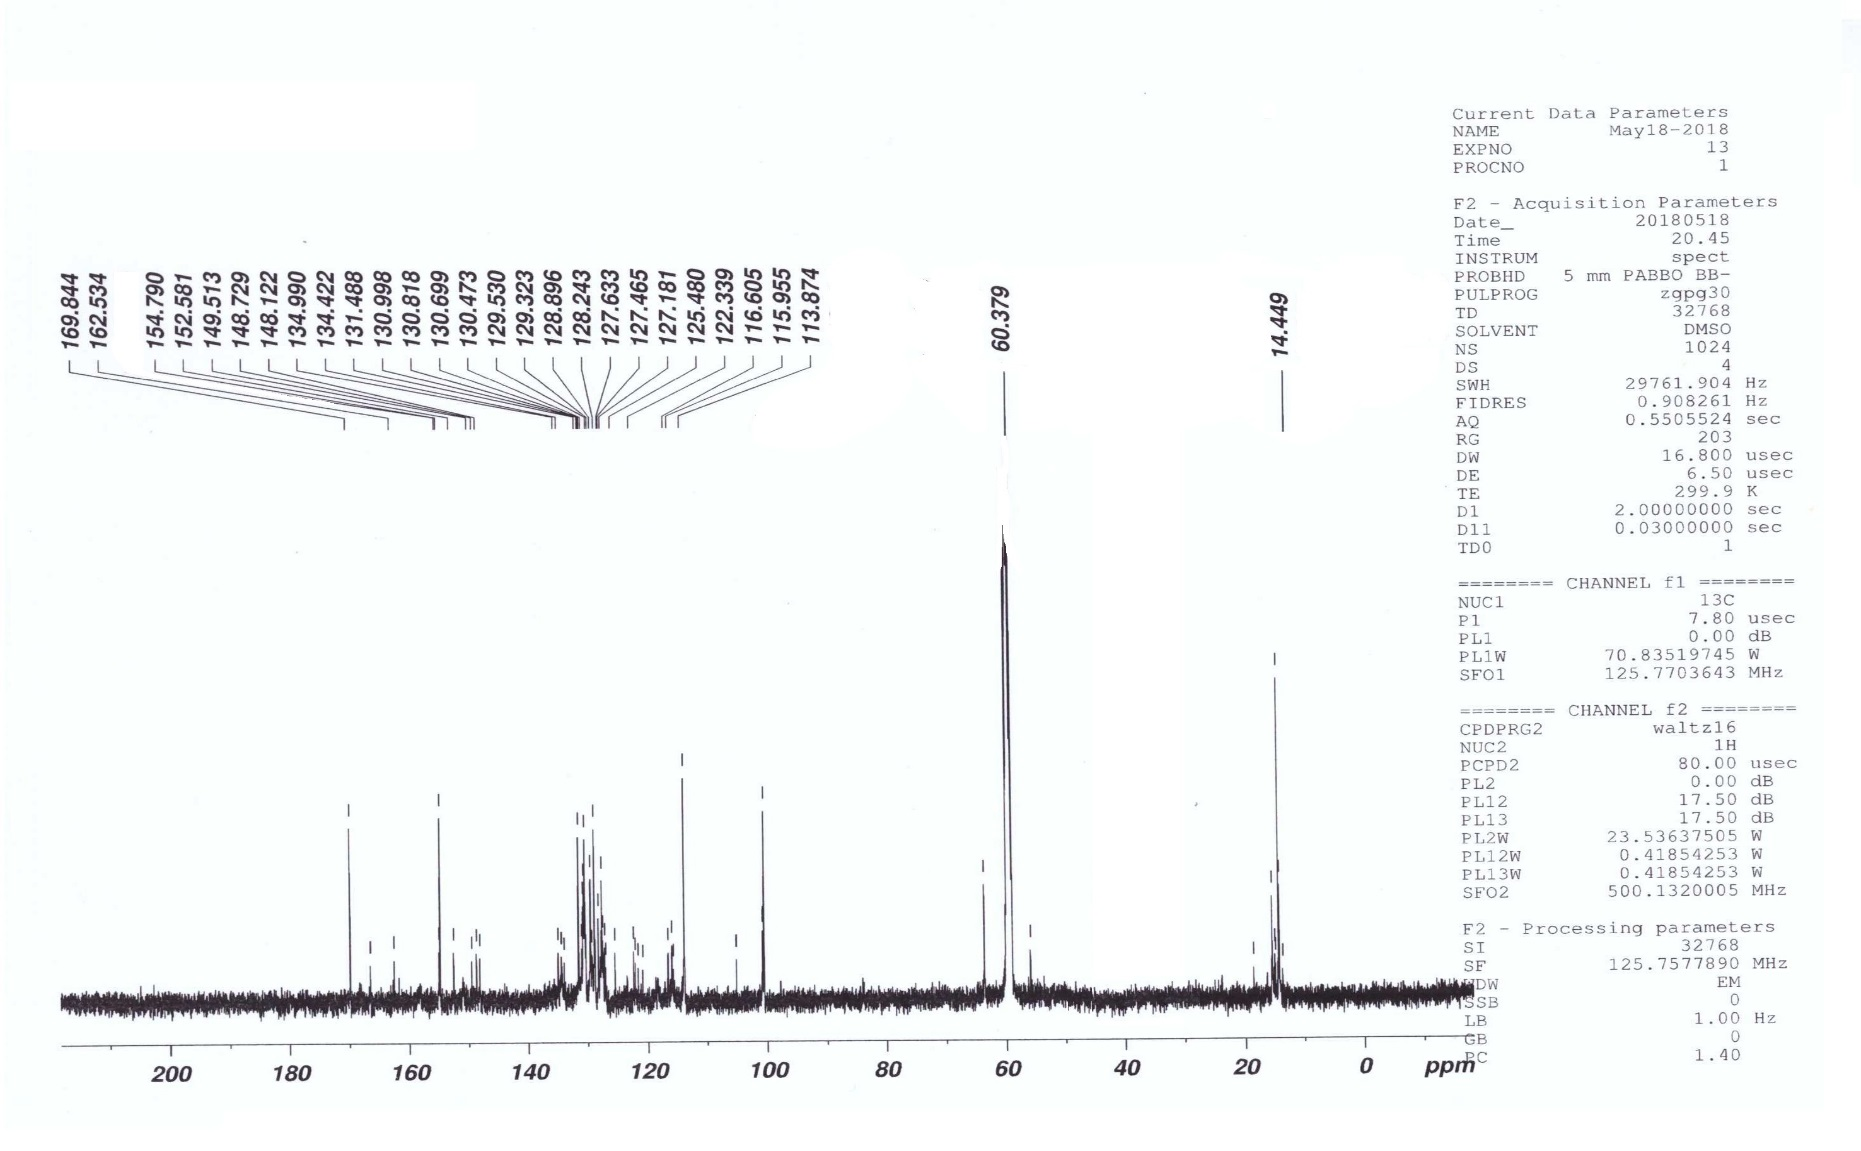 169.844
162.534
154.790
152.581
149.513
148.729
148.122
134.990
134.422
131.488
130.998
130.818
130.699
130.473
129.530
129.323
128.896
128.243
127.633
127.465
127.181
125.480
122.339
116.605
115.955
113.874
60.379
14.449
Current Data Parameters
NAME May18-2018
EXPNO 13
PROCNO 1
F2 - Acquisition Parameters
Date_ 20180518
Time 20.45
INSTRUM spect
PROBHD 5 mm PABBO BB-
PULPROG zgpg30
TD 32768
SOLVENT DMSO
NS 1024
DS 4
SWH 29761.904 Hz
FIDRES 0.908261 Hz
AQ 0.5505524 sec
RG 203
DW 16.800 usec
DE 6.50 usec
TE 299.9 K
D1 2.00000000 sec
D11 0.03000000 sec
TD0 1
======== CHANNEL f1 ========
NUC1 13C
P1 7.80 usec
PL1 0.00 dB
PL1W 70.83519745 W
SFO1 125.7703643 MHz
======== CHANNEL f2 ========
CPDPRG2 waltz16
NUC2 1H
PCPD2 80.00 usec
PL2 0.00 dB
PL12 17.50 dB
PL13 17.50 dB
PL2W 23.53637505 W
PL12W 0.41854253 W
PL13W 0.41854253 W
SFO2 500.1320005 MHz
F2 - Processing parameters
SI 32768
SF 125.7577890 MHz
WDW EM
SSB 0
LB 1.00 Hz
GB 0
PC 1.40
200 180 160 140 120 100 80 60 40 20 0 ppm